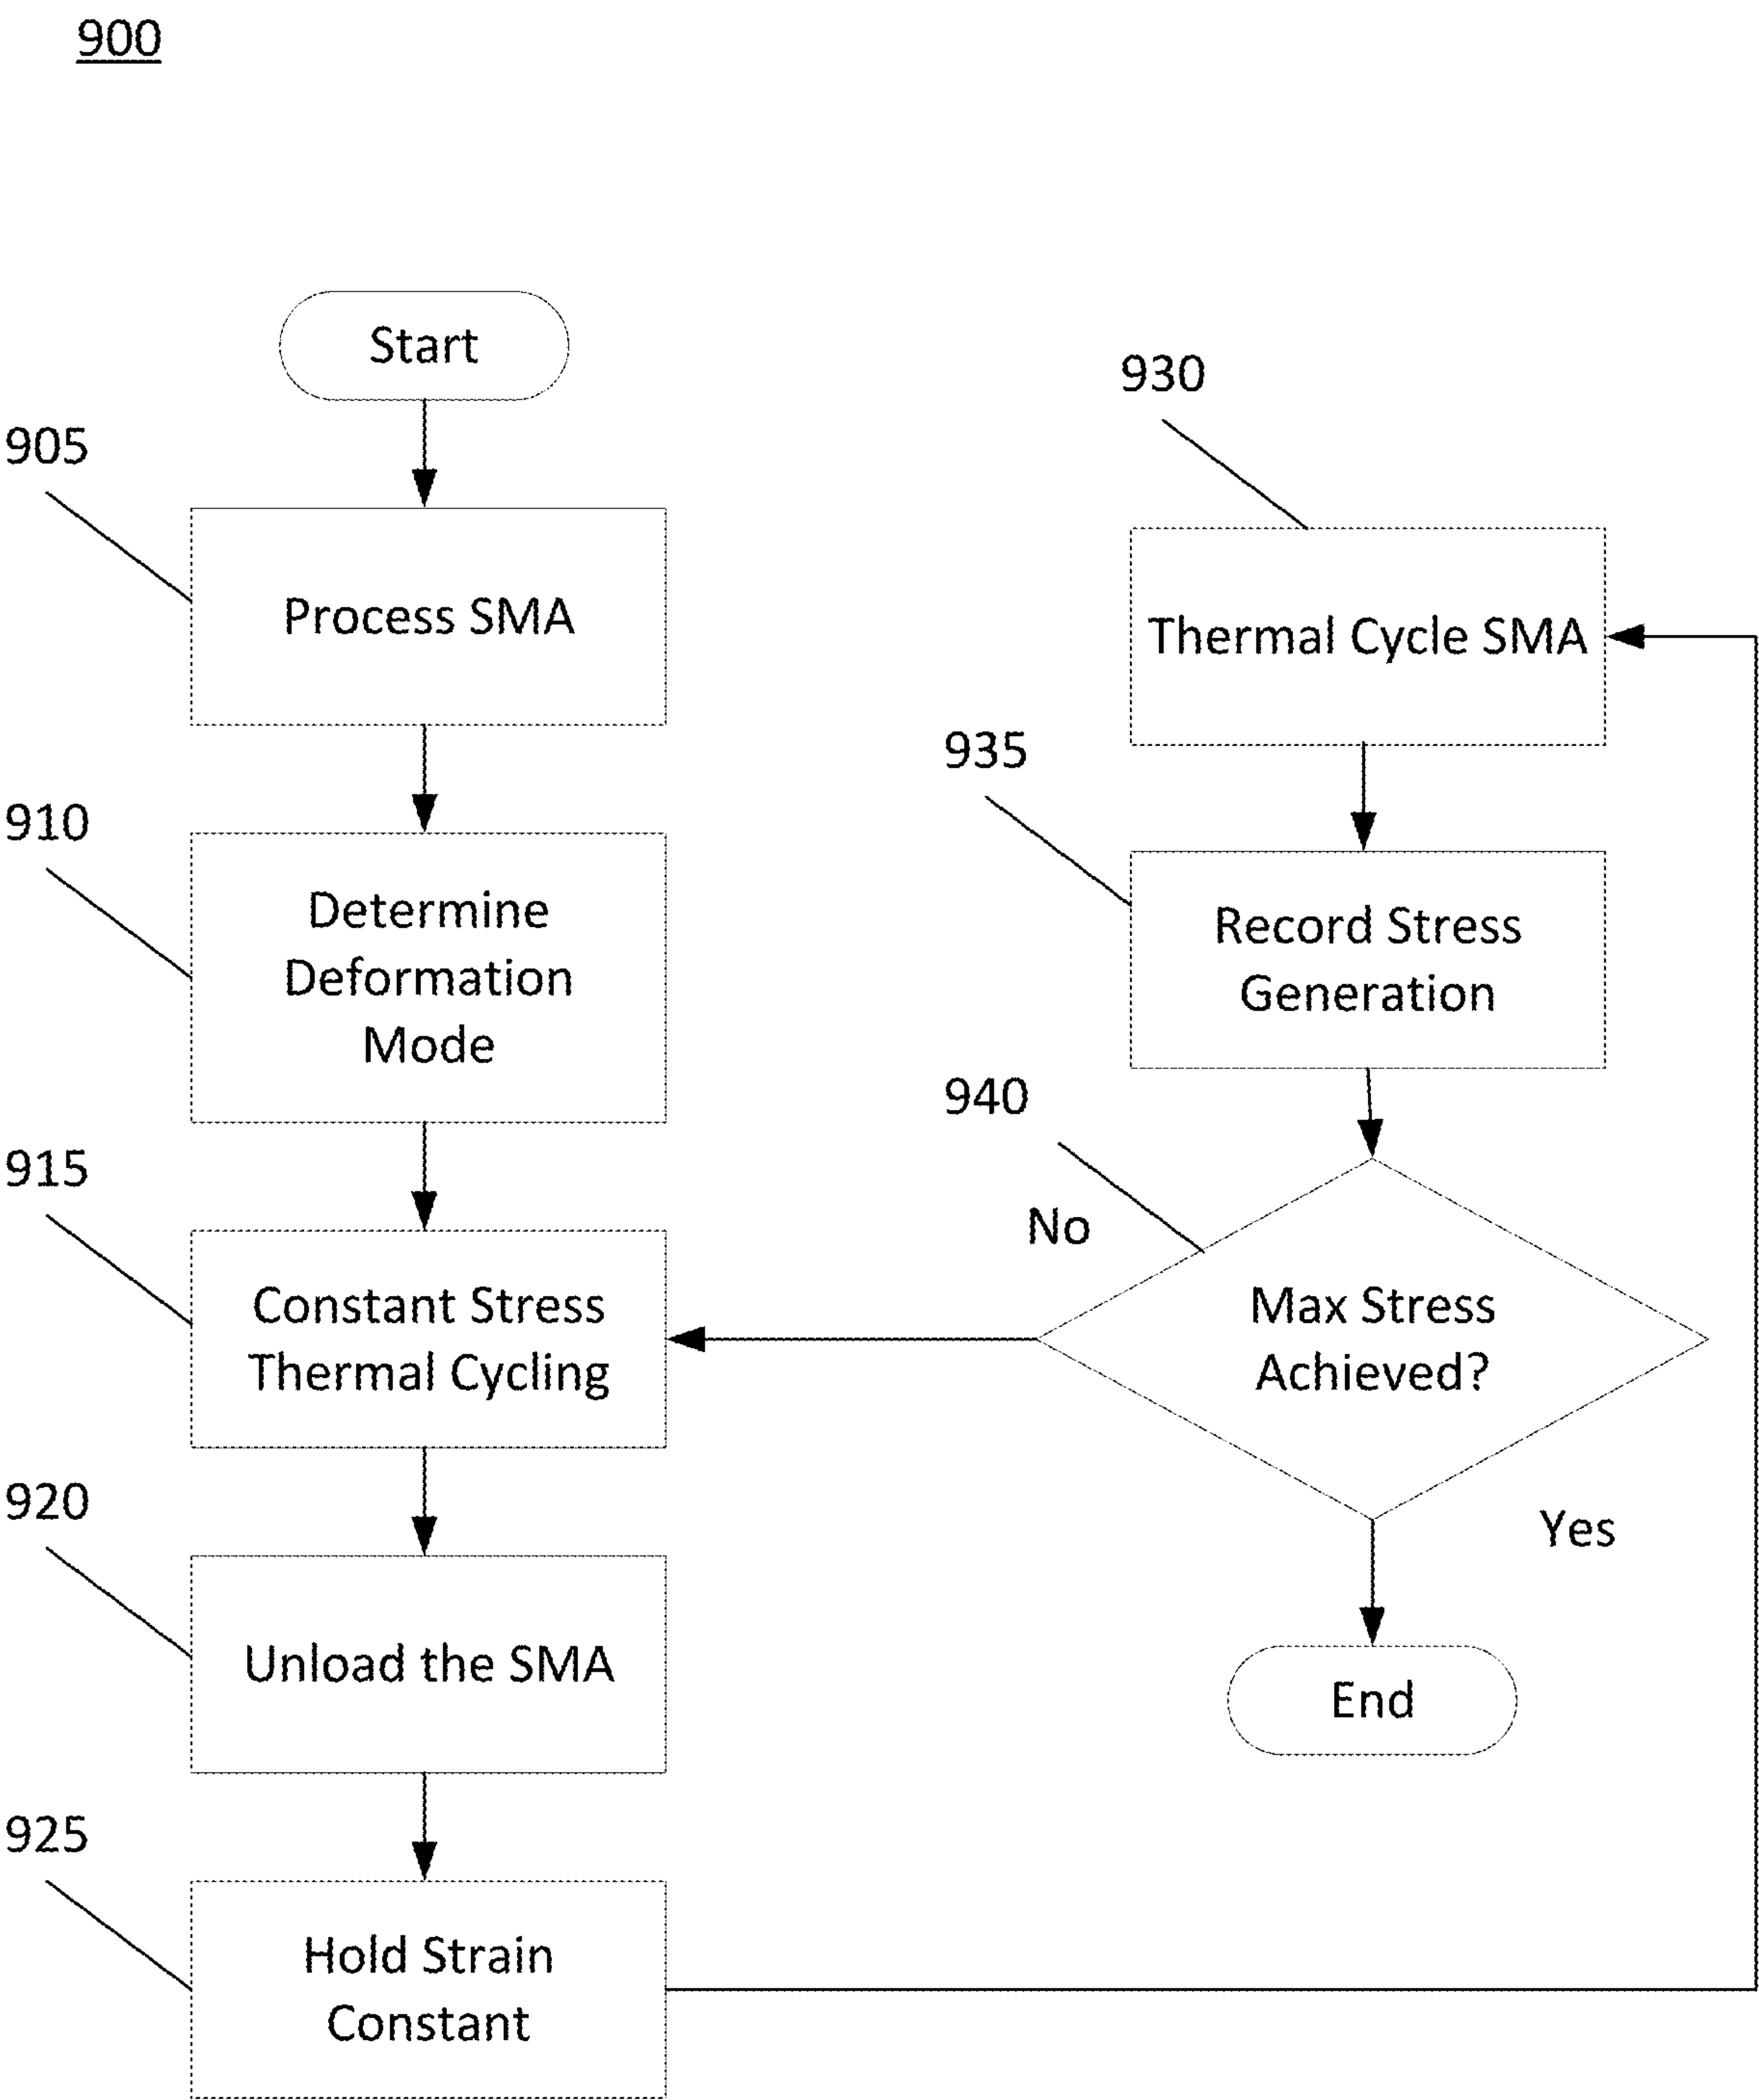 900
Start
905
Process SMA
910
Determine
Deformation
Mode
915
Constant Stress
Thermal Cycling
920
Unload the SMA
925
Hold Strain
Constant
930
Thermal Cycle SMA
935
Record Stress
Generation
940
No
Max Stress
Achieved?
Yes
End